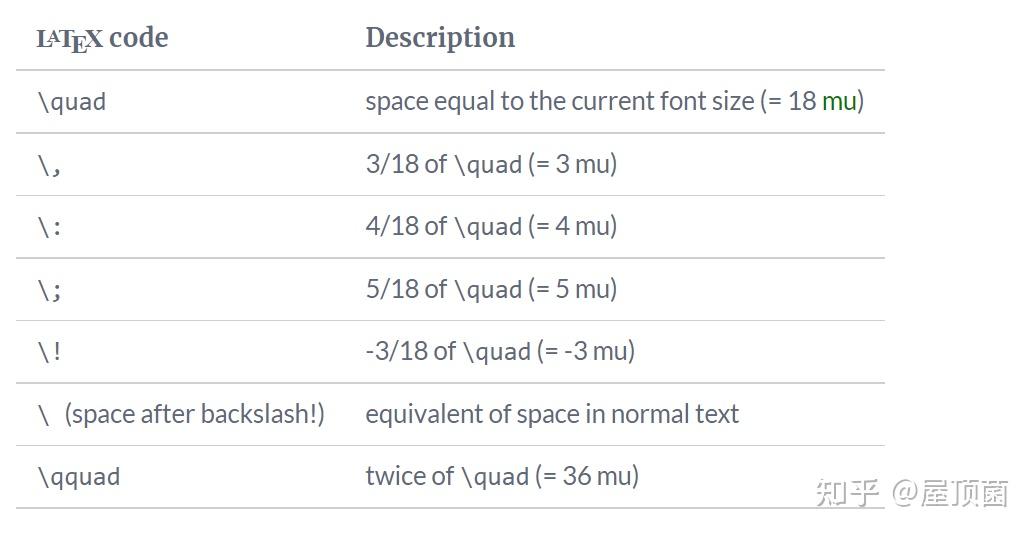 LATEX code Description
\quad space equal to the current font size (= 18 mu)
\, 3/18 of \quad (= 3 mu)
\: 4/18 of \quad (= 4 mu)
\; 5/18 of \quad (= 5 mu)
\! -3/18 of \quad (= -3 mu)
\ (space after backslash!) equivalent of space in normal text
\qquad twice of \quad (= 36 mu)
知乎 @屋顶菌